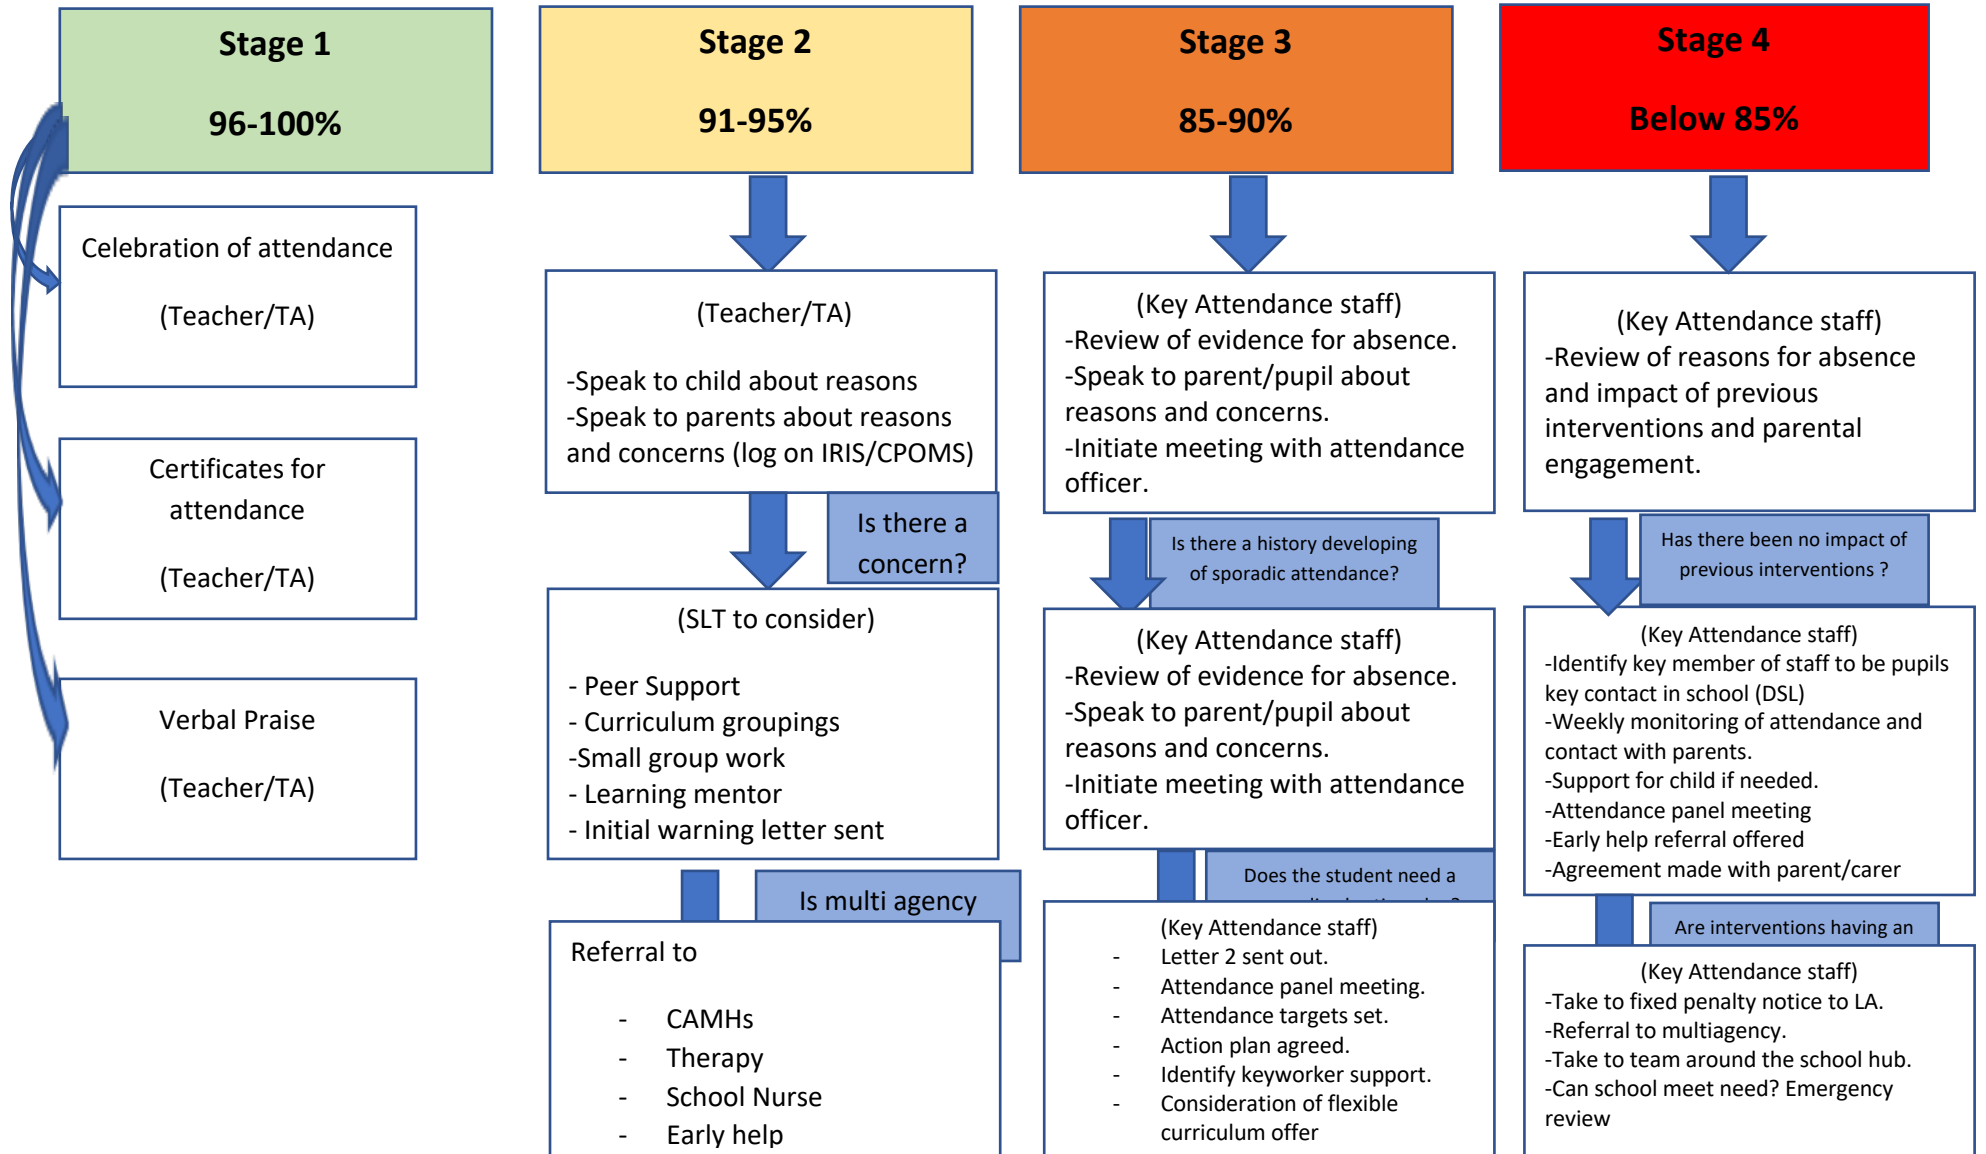 Stage 1
96-100%
Celebration of attendance
(Teacher/TA)
Certificates for
attendance
(Teacher/TA)
Verbal Praise
(Teacher/TA)
Stage 2
91-95%
(Teacher/TA)
-Speak to child about reasons
-Speak to parents about reasons
and concerns (log on IRIS/CPOMS)
Is there a
concern?
(SLT to consider)
- Peer Support
- Curriculum groupings
-Small group work
- Learning mentor
- Initial warning letter sent
Is multi agency
Referral to
- CAMHs
- Therapy
- School Nurse
- Early help
Stage 3
85-90%
(Key Attendance staff)
-Review of evidence for absence.
-Speak to parent/pupil about
reasons and concerns.
-Initiate meeting with attendance
officer.
Is there a history developing
of sporadic attendance?
(Key Attendance staff)
-Review of evidence for absence.
-Speak to parent/pupil about
reasons and concerns.
-Initiate meeting with attendance
officer.
Does the student need a
(Key Attendance staff)
- Letter 2 sent out.
- Attendance panel meeting.
- Attendance targets set.
- Action plan agreed.
- Identify keyworker support.
- Consideration of flexible
curriculum offer
Stage 4
Below 85%
(Key Attendance staff)
-Review of reasons for absence
and impact of previous
interventions and parental
engagement.
Has there been no impact of
previous interventions ?
(Key Attendance staff)
-Identify key member of staff to be pupils
key contact in school (DSL)
-Weekly monitoring of attendance and
contact with parents.
-Support for child if needed.
-Attendance panel meeting
-Early help referral offered
-Agreement made with parent/carer
Are interventions having an
(Key Attendance staff)
-Take to fixed penalty notice to LA.
-Referral to multiagency.
-Take to team around the school hub.
-Can school meet need? Emergency
review